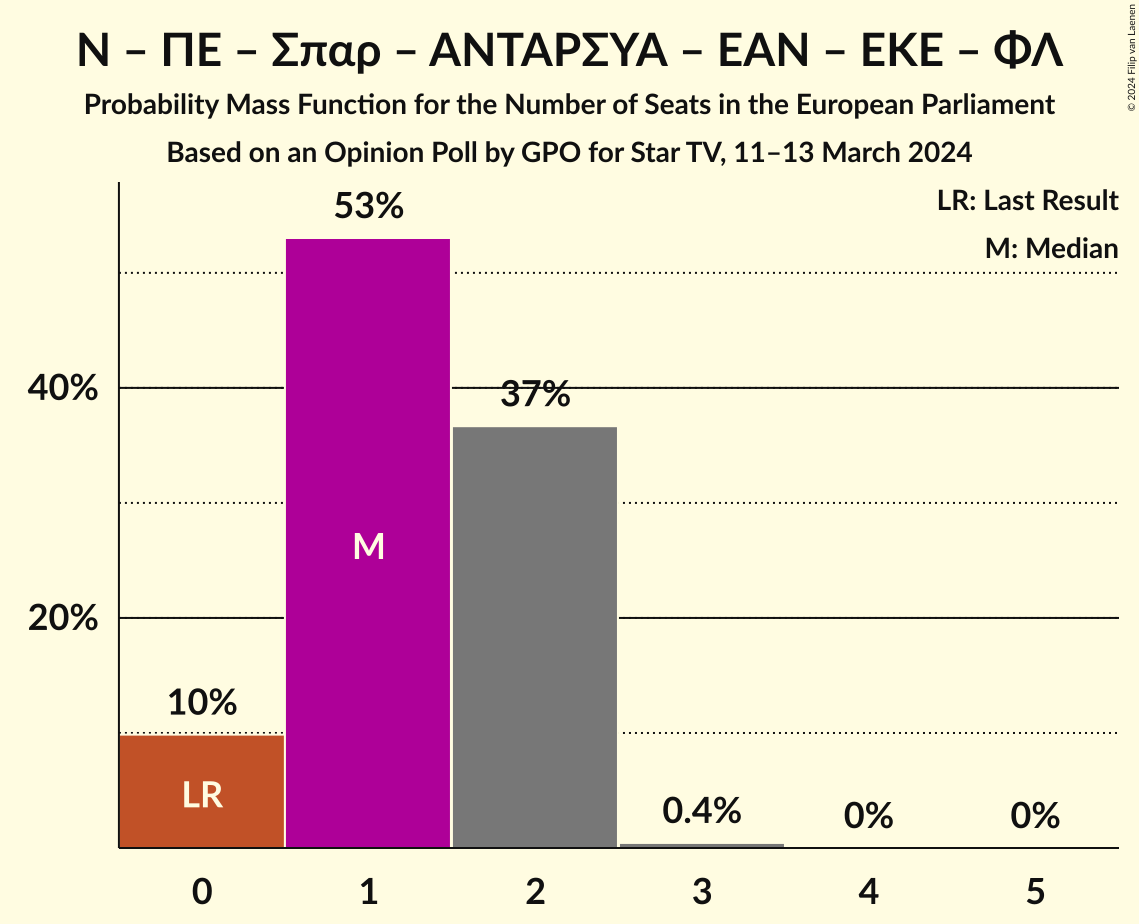 Ν – ΠΕ – Σπαρ – ΑΝΤΑΡΣΥΑ – ΕΑΝ – ΕΚΕ – ΦΛ
Probability Mass Function for the Number of Seats in the European Parliament
Based on an Opinion Poll by GPO for Star TV, 11–13 March 2024
© 2024 Filip van Laenen
LR: Last Result
M: Median
53%
40%
37%
M
20%
10%
LR
0.4%
0%
0%
0
1
2
3
4
5